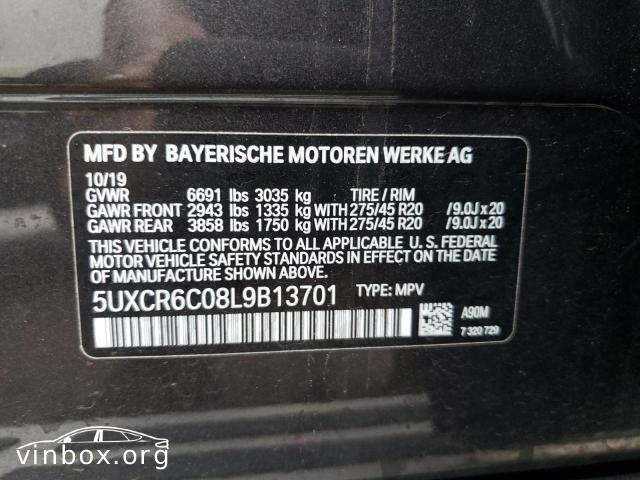 MFD BY BAYERISCHE MOTOREN WERKE AG
10/19
GVWR 6691 lbs 3035 kg TIRE / RIM
GAWR FRONT 2943 lbs 1335 kg WITH 275/45 R20 /9.0J x 20
GAWR REAR 3858 lbs 1750 kg WITH 275/45 R20 /9.0J x 20
THIS VEHICLE CONFORMS TO ALL APPLICABLE U. S. FEDERAL
MOTOR VEHICLE SAFETY STANDARDS IN EFFECT ON THE
DATE OF MANUFACTURE SHOWN ABOVE.
5UXCR6C08L9B13701 TYPE: MPV
A90M
7 320 729
vinbox.org